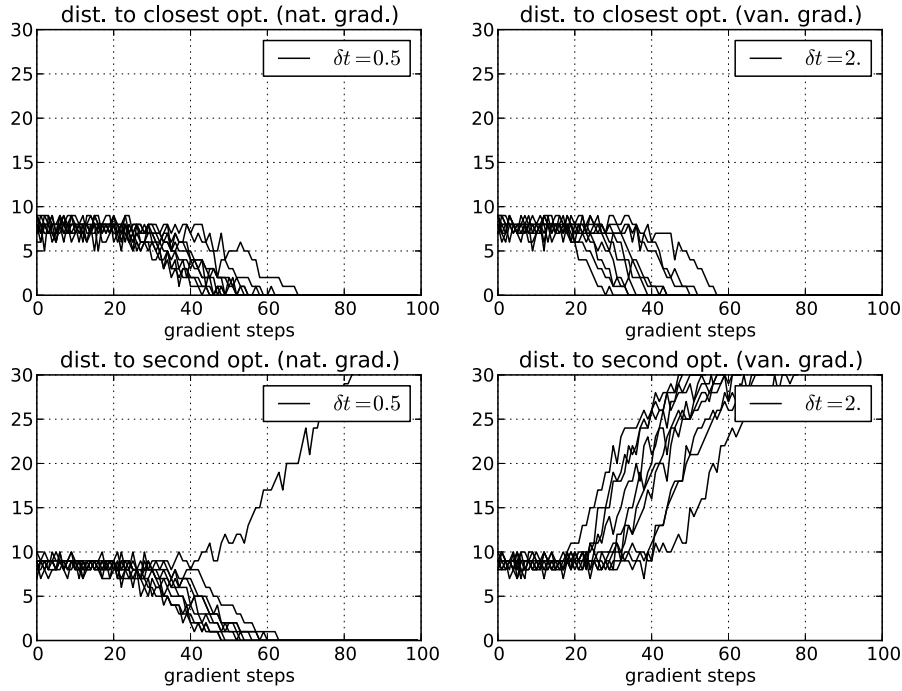 dist. to closest opt. (nat. grad.)
30
25
20
15
10
5
0
δt = 0.5
0 20 40 60 80 100
gradient steps
dist. to closest opt. (van. grad.)
30
25
20
15
10
5
0
δt = 2.
0 20 40 60 80 100
gradient steps
dist. to second opt. (nat. grad.)
30
25
20
15
10
5
0
δt = 0.5
0 20 40 60 80 100
gradient steps
dist. to second opt. (van. grad.)
30
25
20
15
10
5
0
δt = 2.
0 20 40 60 80 100
gradient steps